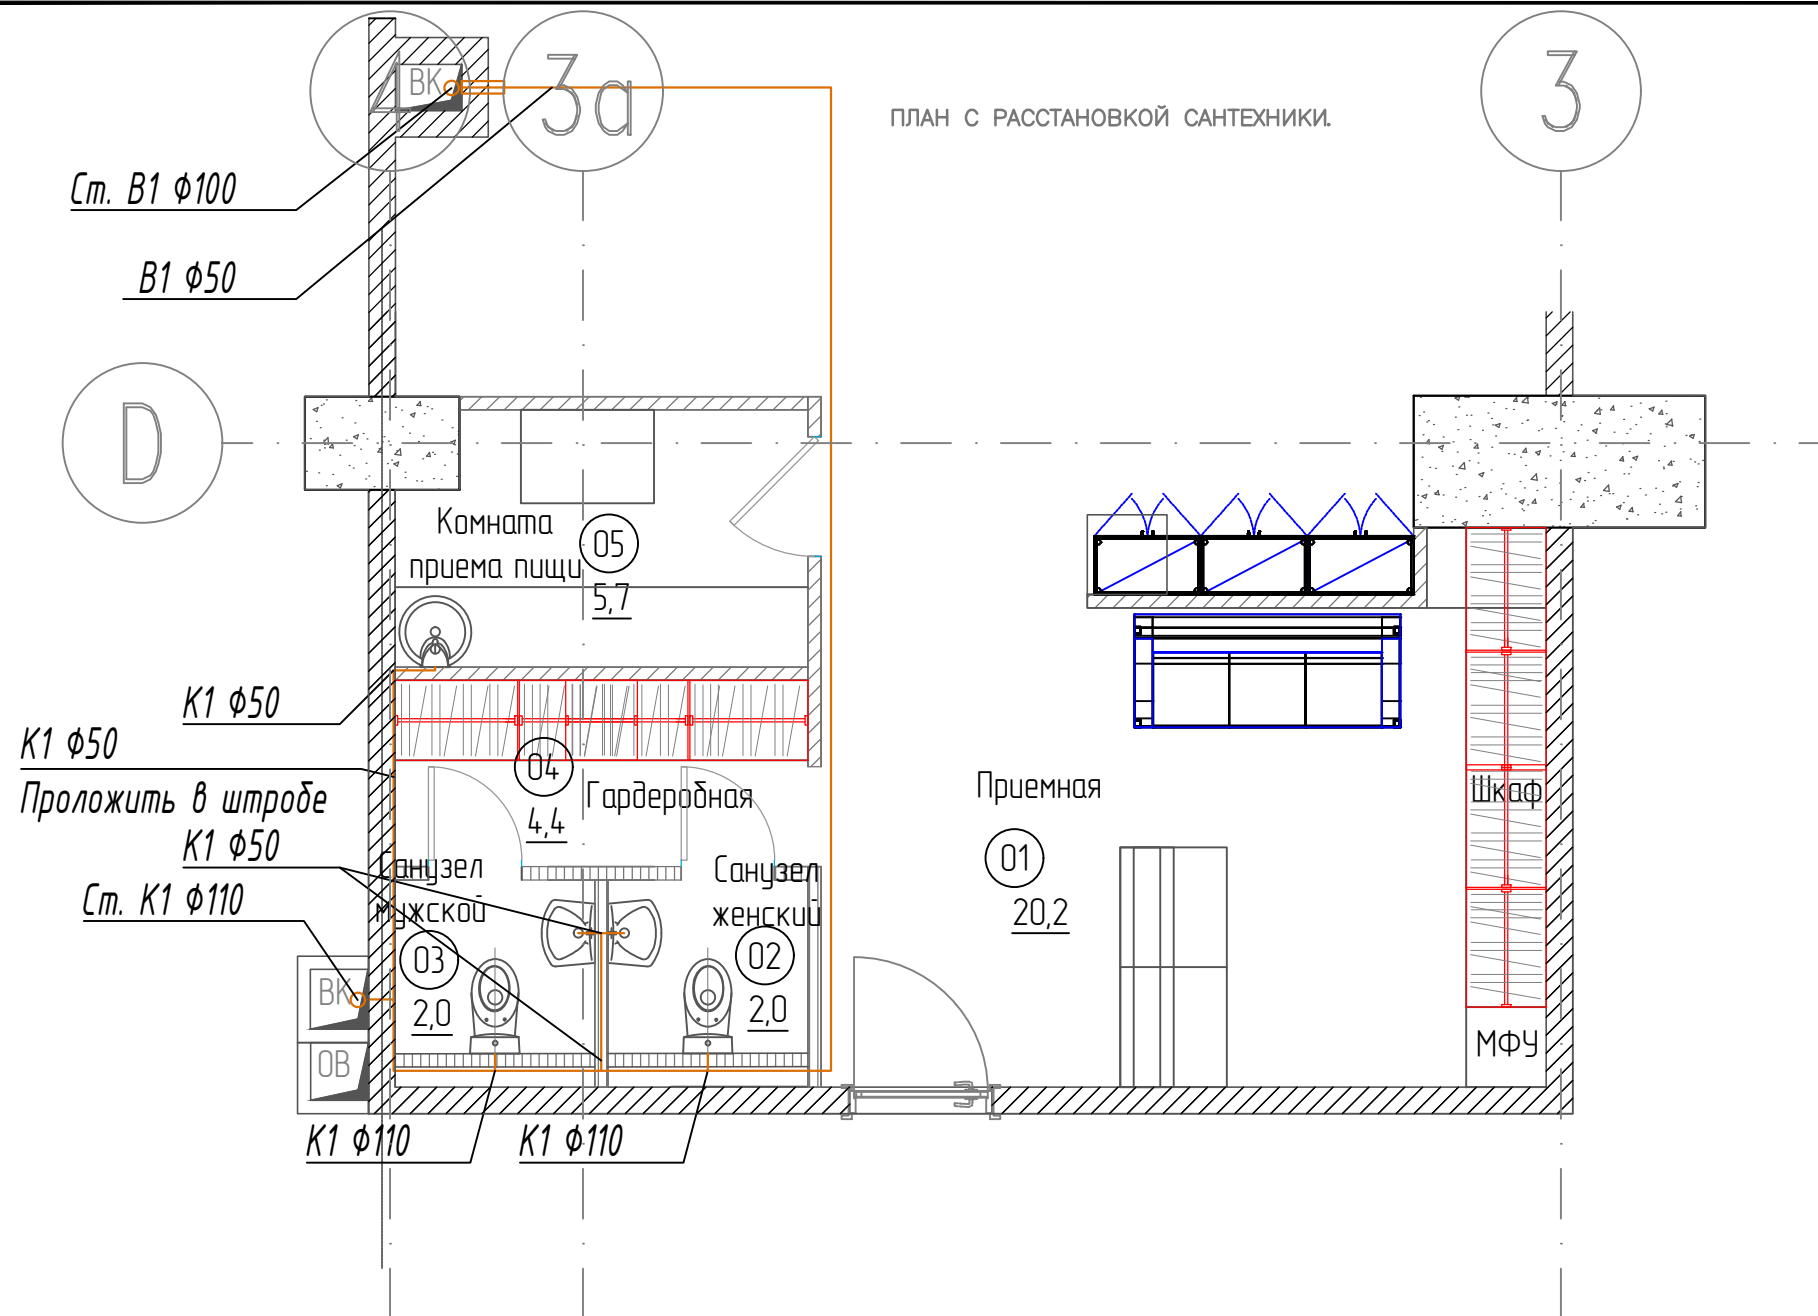 4
ВК
3а
3
ПЛАН С РАССТАНОВКОЙ САНТЕХНИКИ.
Ст. В1 ф100
В1 ф50
D
Комната
приема пищи
05
5,7
К1 ф50
К1 ф50
Проложить в штробе
К1 ф50
Ст. К1 ф110
04
4,4
Гардеробная
Приемная
01
20,2
Шкаф
Санузел
мужской
03
2,0
Санузел
женский
02
2,0
ВК
ОВ
МФУ
К1 ф110
К1 ф110